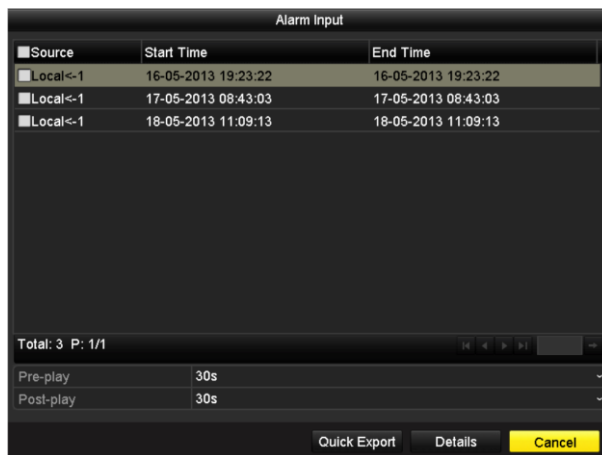 Alarm Input
Source Start Time End Time
Local<-1 16-05-2013 19:23:22 16-05-2013 19:23:22
Local<-1 17-05-2013 08:43:03 17-05-2013 08:43:03
Local<-1 18-05-2013 11:09:13 18-05-2013 11:09:13
Total: 3 P: 1/1
Pre-play 30s
Post-play 30s
Quick Export Details Cancel